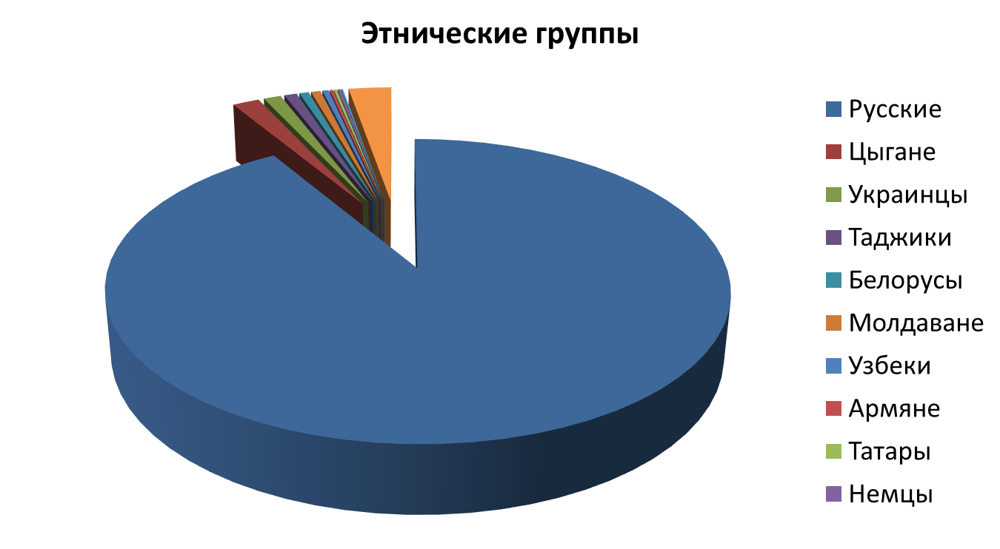 Этнические группы
Русские
Цыгане
Украинцы
Таджики
Белорусы
Молдаване
Узбеки
Армяне
Татары
Немцы